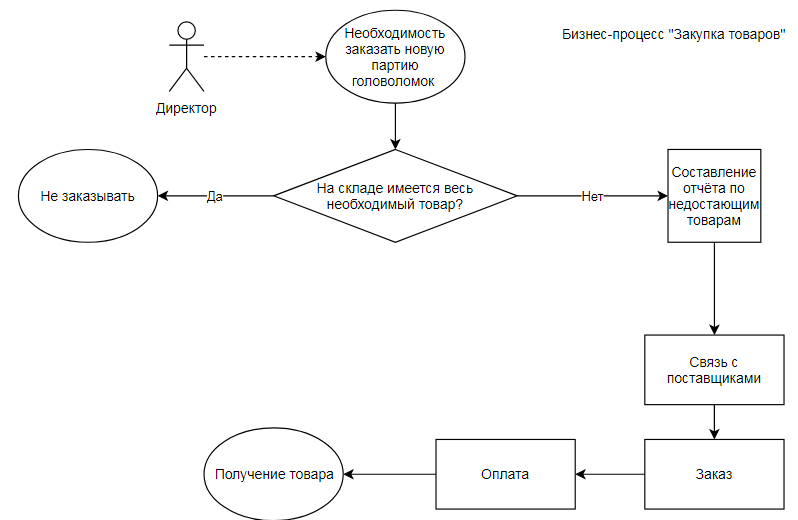 Необходимость
заказать новую
партию
головоломок
Бизнес-процесс "Закупка товаров"
Директор
Не заказывать
Да
На складе имеется весь
необходимый товар?
Нет
Составление
отчёта по
недостающим
товарам
Связь с
поставщиками
Получение товара
Оплата
Заказ